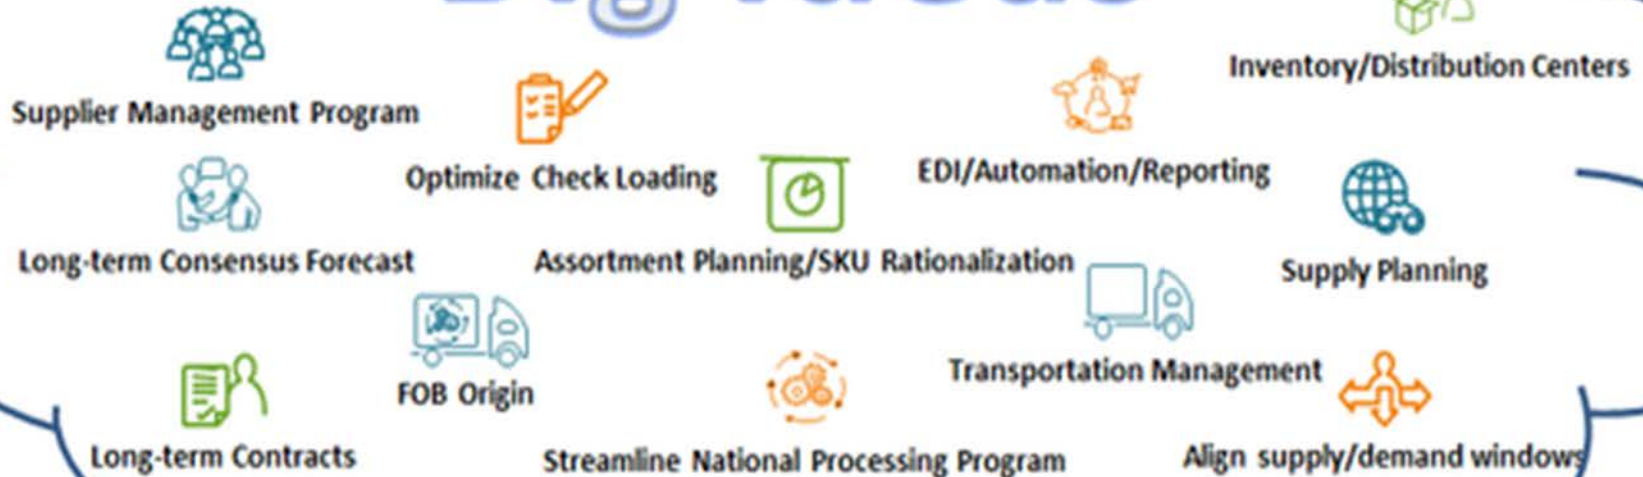 Inventory/Distribution Centers
Supplier Management Program
Optimize Check Loading
EDI/Automation/Reporting
Long-term Consensus Forecast
Assortment Planning/SKU Rationalization
Supply Planning
FOB Origin
Transportation Management
Long-term Contracts
Streamline National Processing Program
Align supply/demand windows